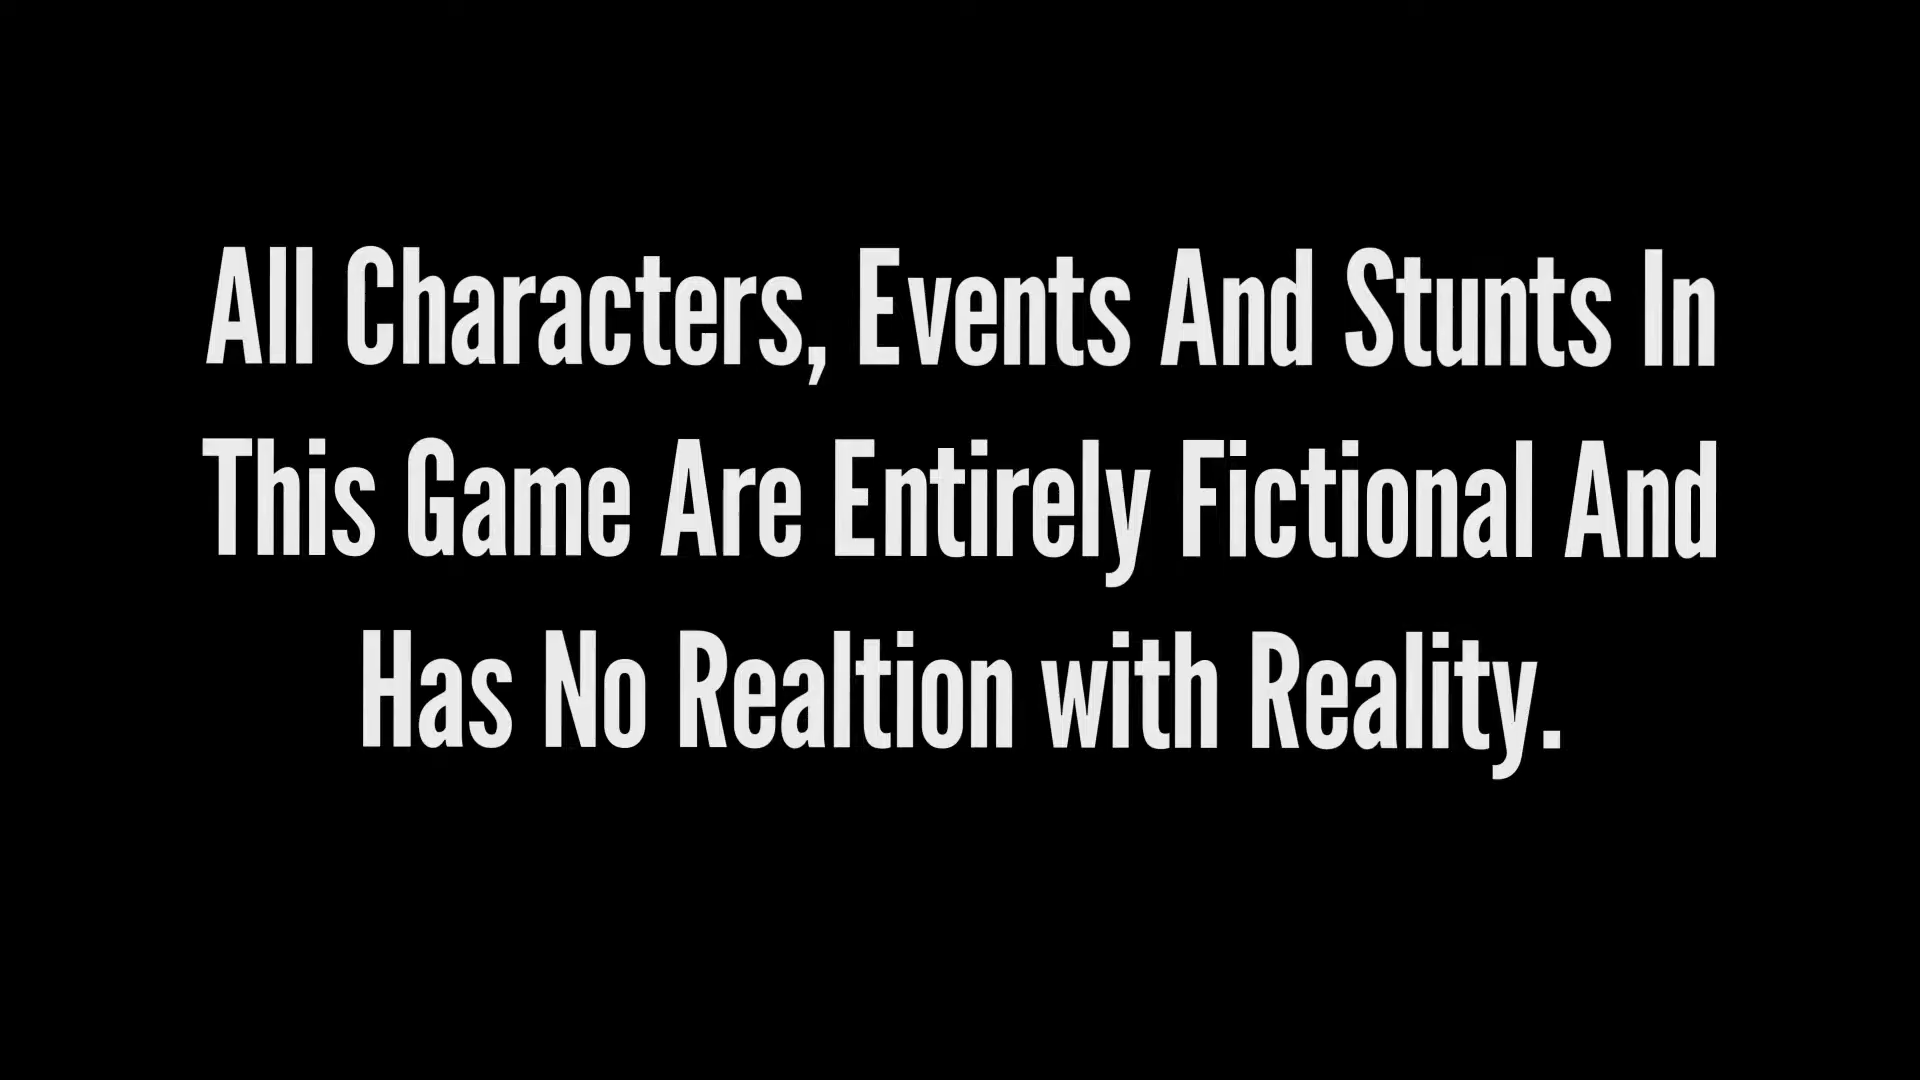 All Characters, Events And Stunts In
This Game Are Entirely Fictional And
Has No Realtion with Reality.